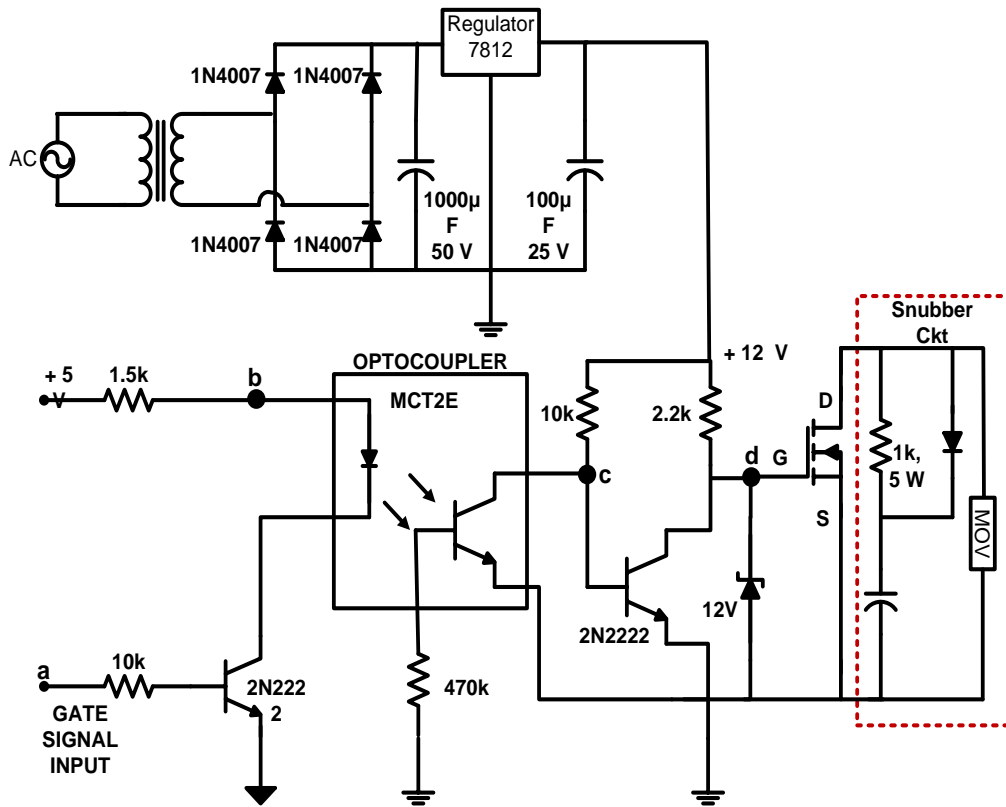 Regulator
7812
1N4007
1N4007
AC
1000µ
F
50 V
100µ
F
25 V
1N4007
1N4007
Snubber
Ckt
+ 12 V
OPTOCOUPLER
+ 5
V
1.5k
b
MCT2E
10k
2.2k
D
d
G
1k,
5 W
c
S
MOV
12V
2N2222
a
10k
2N222
2
470k
GATE
SIGNAL
INPUT